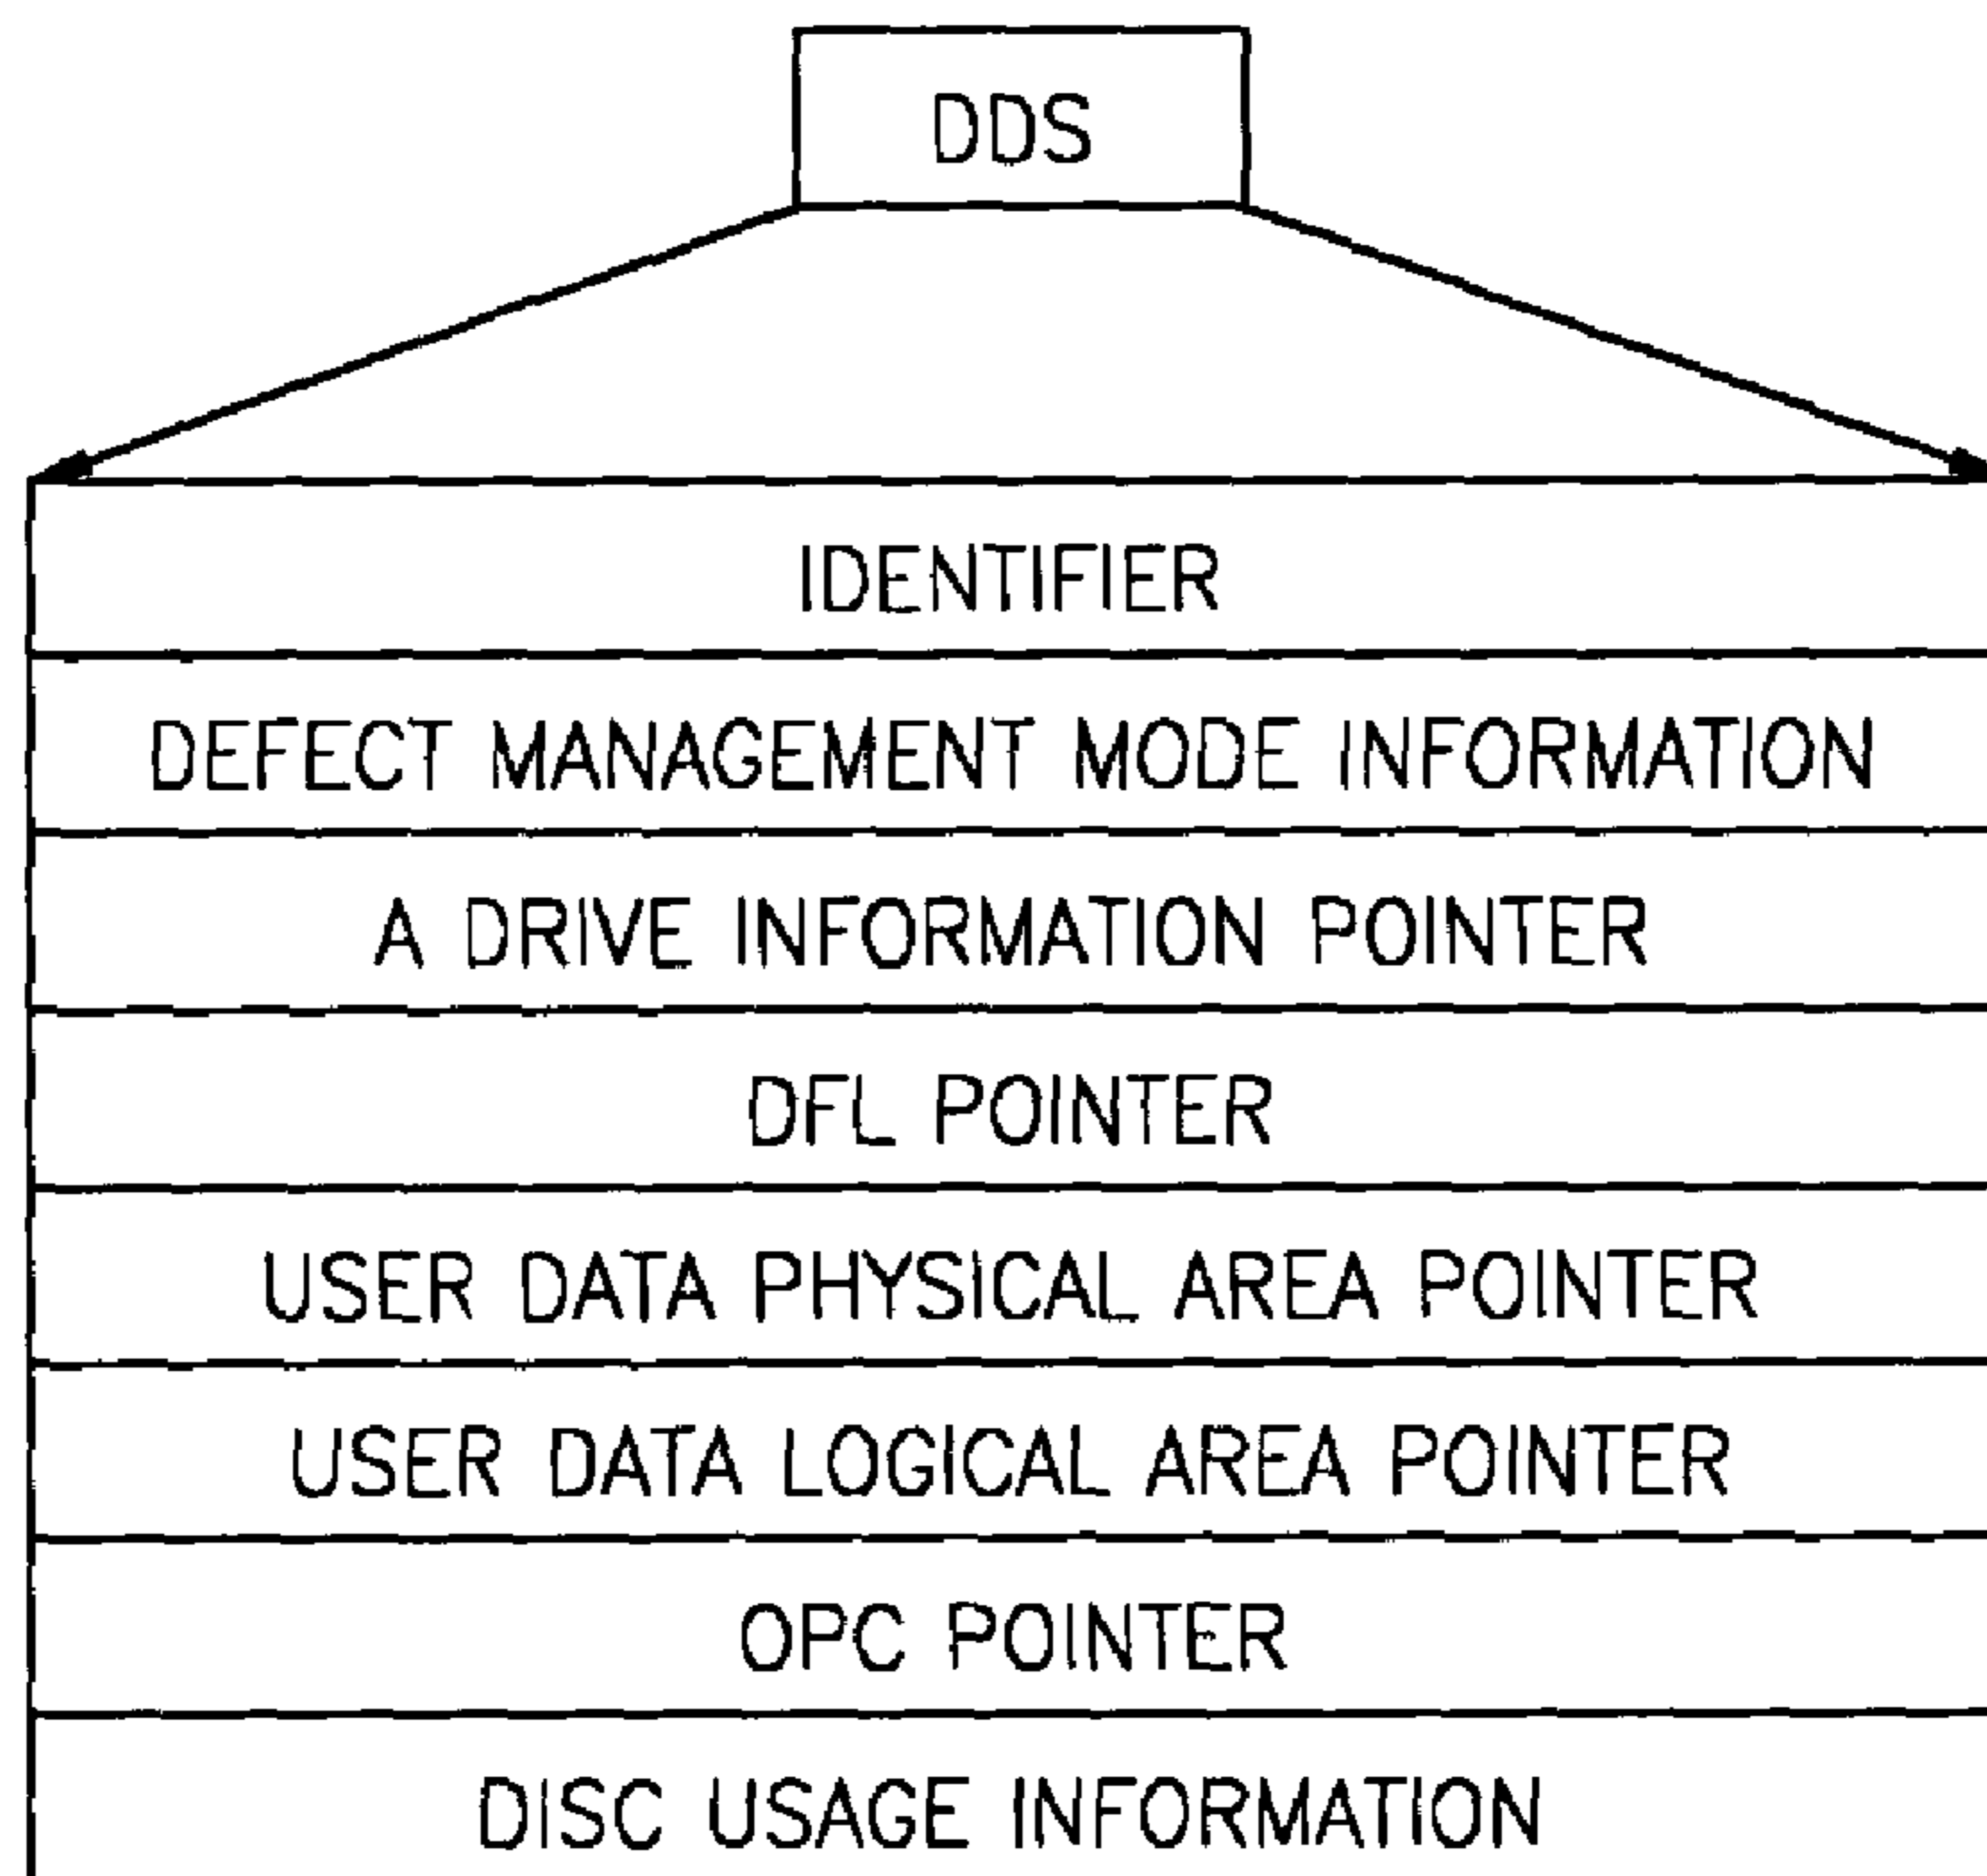 DDS
IDENTIFIER
DEFECT MANAGEMENT MODE INFORMATION
A DRIVE INFORMATION POINTER
DFL POINTER
USER DATA PHYSICAL AREA POINTER
USER DATA LOGICAL AREA POINTER
OPC POINTER
DISC USAGE INFORMATION